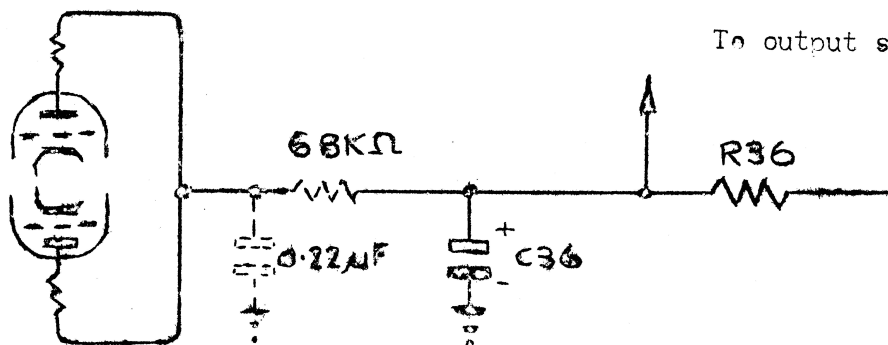 To output s
68KΩ
R36
0.22µF
+
C36
-